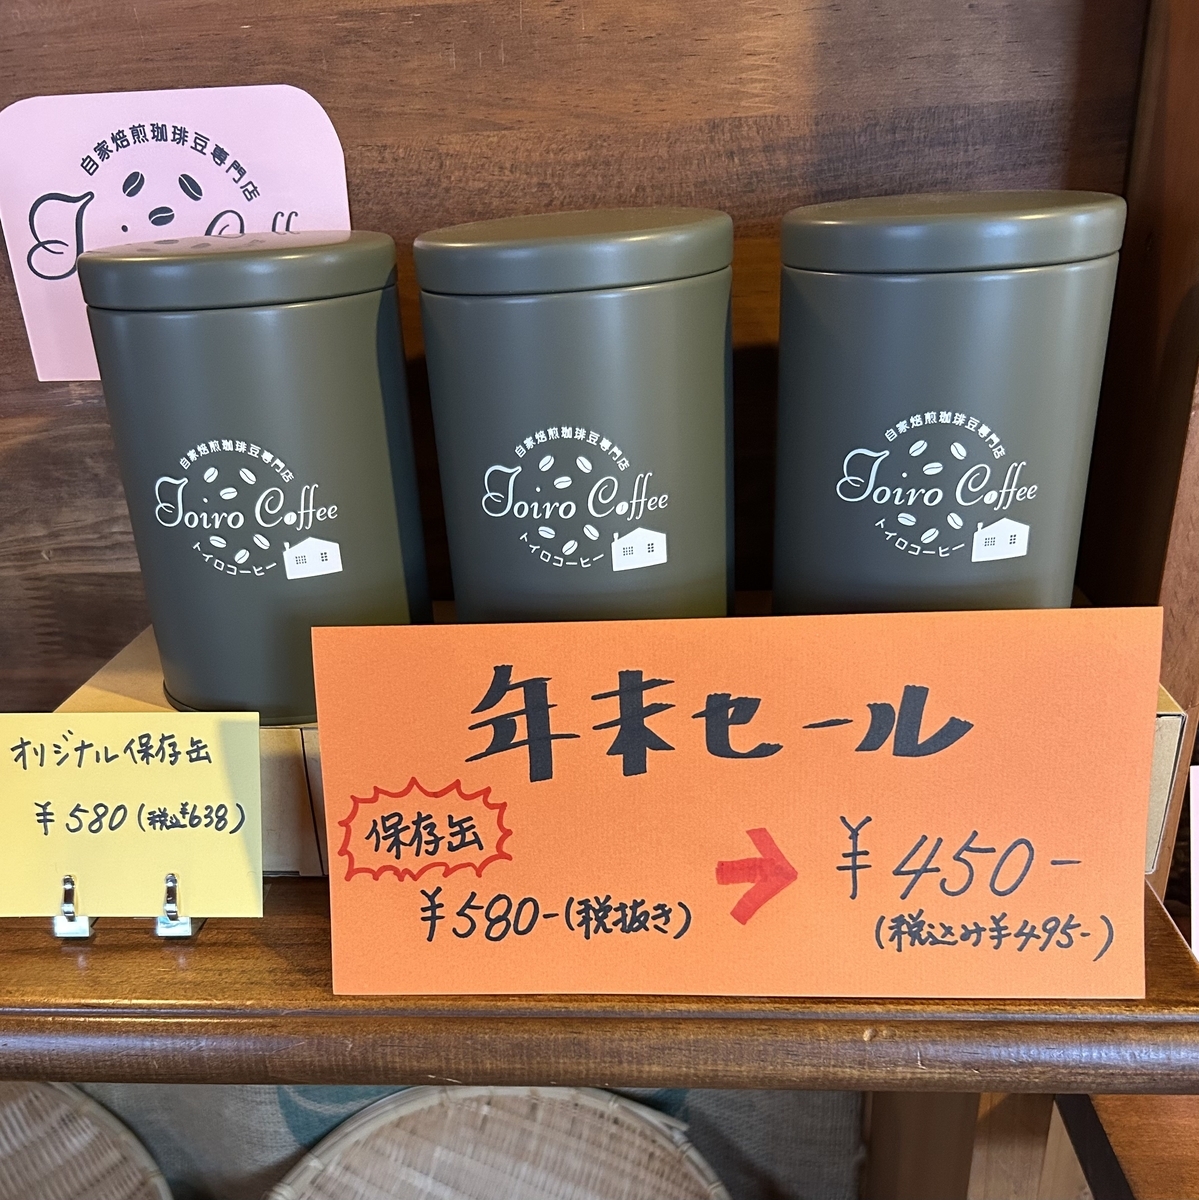 自家焙煎珈琲豆専門店
自家焙煎珈琲豆専門店
Toiro Coffee
トイロコーヒー
自家焙煎珈琲豆専門店
Toiro Coffee
トイロコーヒー
自家焙煎珈琲豆専門店
Toiro Coffee
トイロコーヒー
オリジナル保存缶
¥580(税込¥638)
年末セール
保存缶
¥580-(税抜き)
¥450-
(税込み¥495-)